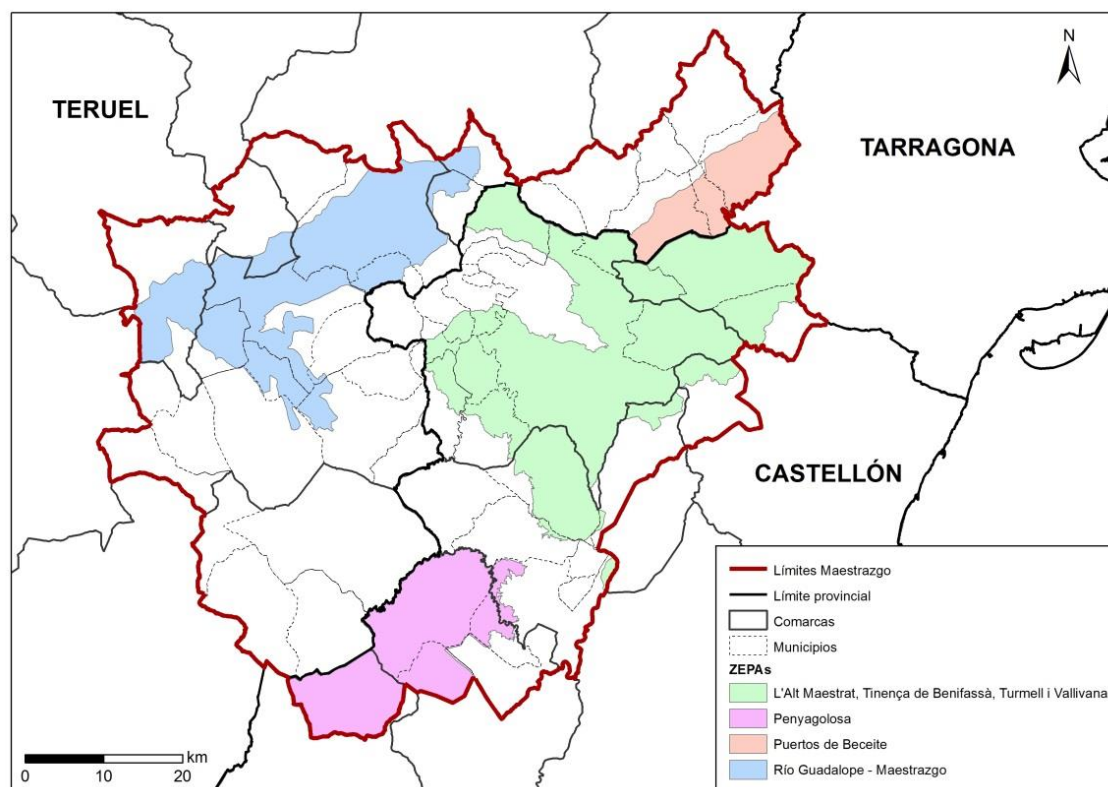 N
TERUEL
TARRAGONA
CASTELLÓN
Límites Maestrazgo
Límite provincial
Comarcas
Municipios
ZEPAs
L'Alt Maestrat, Tinença de Benifassà, Turmell i Vallivana
Penyagolosa
Puertos de Beceite
Río Guadalope - Maestrazgo
km
0 10 20